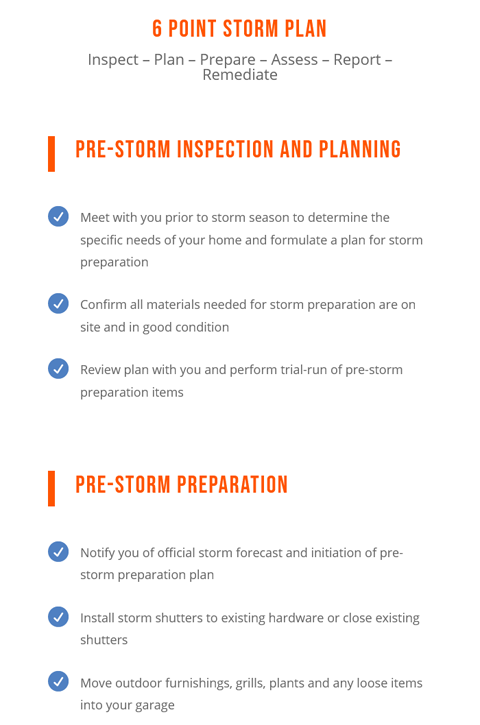 6 POINT STORM PLAN
Inspect – Plan – Prepare – Assess – Report –
Remediate
PRE-STORM INSPECTION AND PLANNING
Meet with you prior to storm season to determine the
specific needs of your home and formulate a plan for storm
preparation
Confirm all materials needed for storm preparation are on
site and in good condition
Review plan with you and perform trial-run of pre-storm
preparation items
PRE-STORM PREPARATION
Notify you of official storm forecast and initiation of pre-
storm preparation plan
Install storm shutters to existing hardware or close existing
shutters
Move outdoor furnishings, grills, plants and any loose items
into your garage